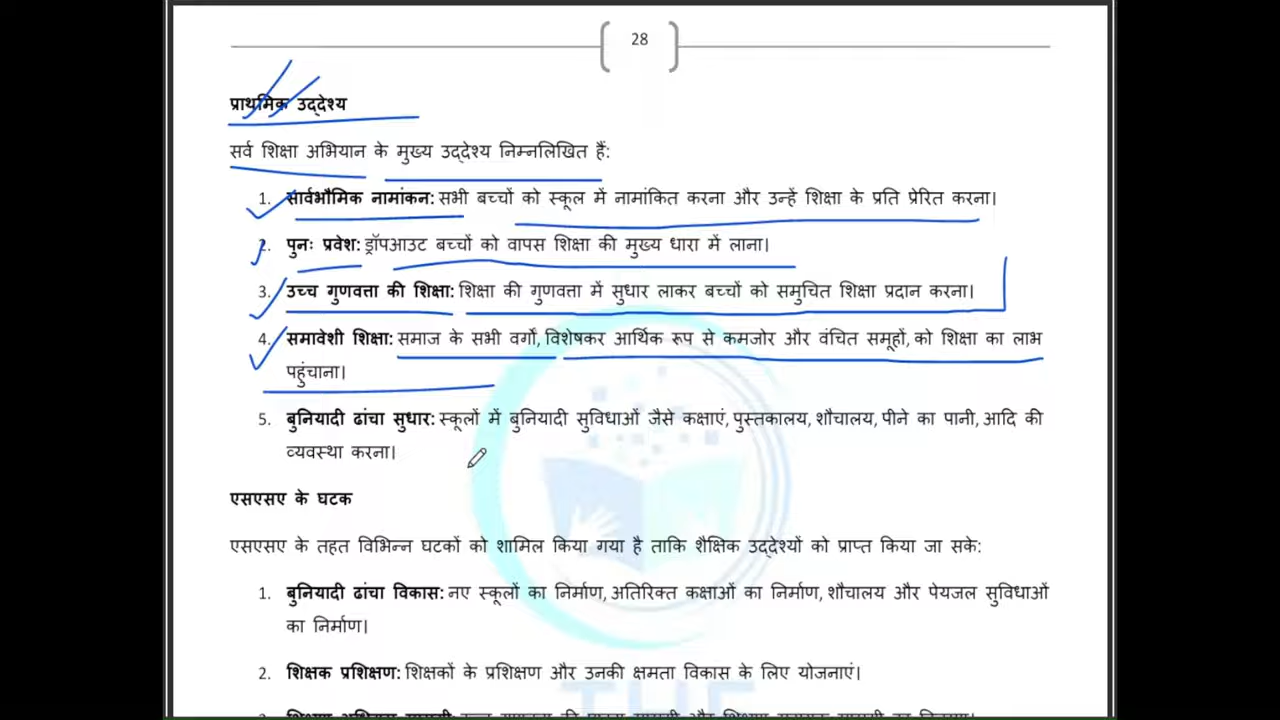 28
प्राथमिक उद्देश्य
सर्व शिक्षा अभियान के मुख्य उद्देश्य निम्नलिखित हैं:
1. सार्वभौमिक नामांकन: सभी बच्चों को स्कूल में नामांकित करना और उन्हें शिक्षा के प्रति प्रेरित करना।
2. पुनः प्रवेश: ड्रॉपआउट बच्चों को वापस शिक्षा की मुख्य धारा में लाना।
3. उच्च गुणवत्ता की शिक्षा: शिक्षा की गुणवत्ता में सुधार लाकर बच्चों को समुचित शिक्षा प्रदान करना।
4. समावेशी शिक्षा: समाज के सभी वर्गों, विशेषकर आर्थिक रूप से कमजोर और वंचित समूहों, को शिक्षा का लाभ
पहुंचाना।
5. बुनियादी ढांचा सुधार: स्कूलों में बुनियादी सुविधाओं जैसे कक्षाएं, पुस्तकालय, शौचालय, पीने का पानी, आदि की
व्यवस्था करना।
एसएसए के घटक
एसएसए के तहत विभिन्न घटकों को शामिल किया गया है ताकि शैक्षिक उद्देश्यों को प्राप्त किया जा सके:
1. बुनियादी ढांचा विकास: नए स्कूलों का निर्माण, अतिरिक्त कक्षाओं का निर्माण, शौचालय और पेयजल सुविधाओं
का निर्माण।
2. शिक्षक प्रशिक्षण: शिक्षकों के प्रशिक्षण और उनकी क्षमता विकास के लिए योजनाएं।
THE